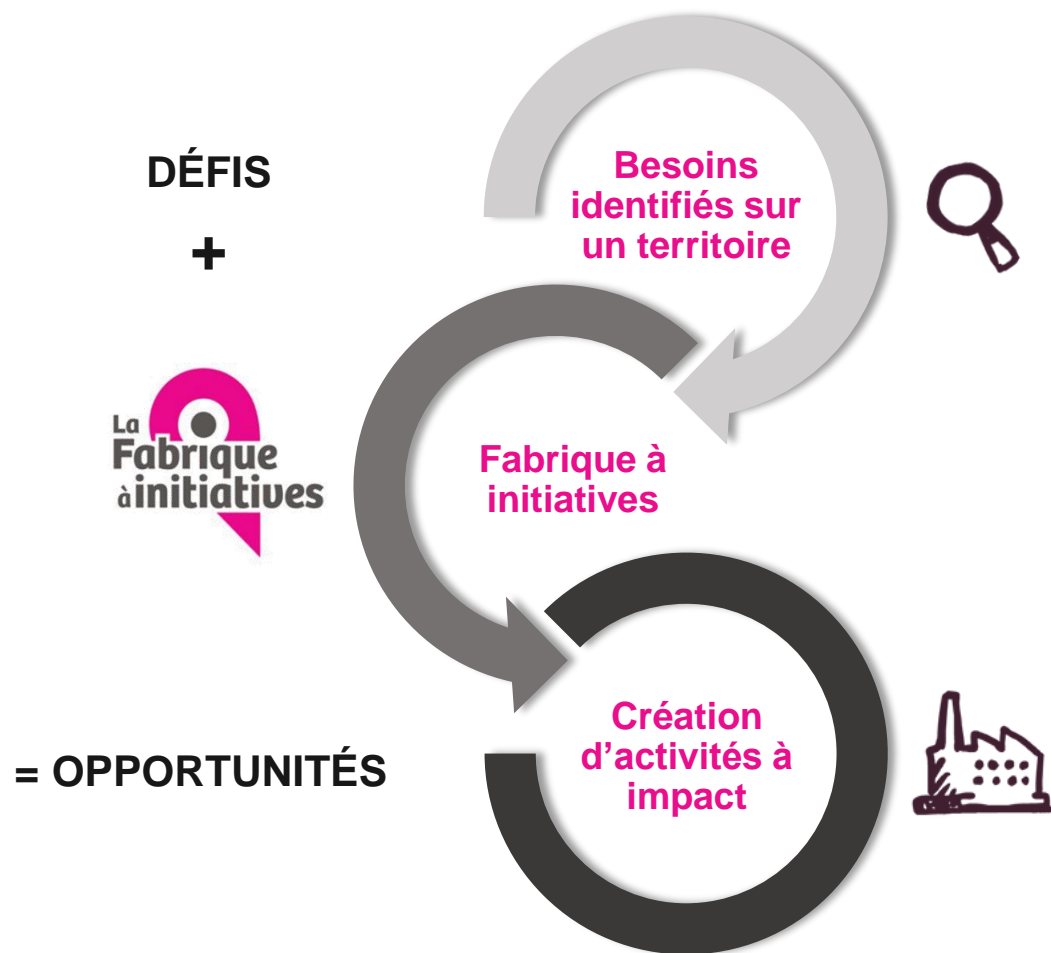 DÉFIS
+
La
Fabrique
à initiatives
= OPPORTUNITÉS
Besoins
identifiés sur
un territoire
Fabrique à
initiatives
Création
d’activités à
impact